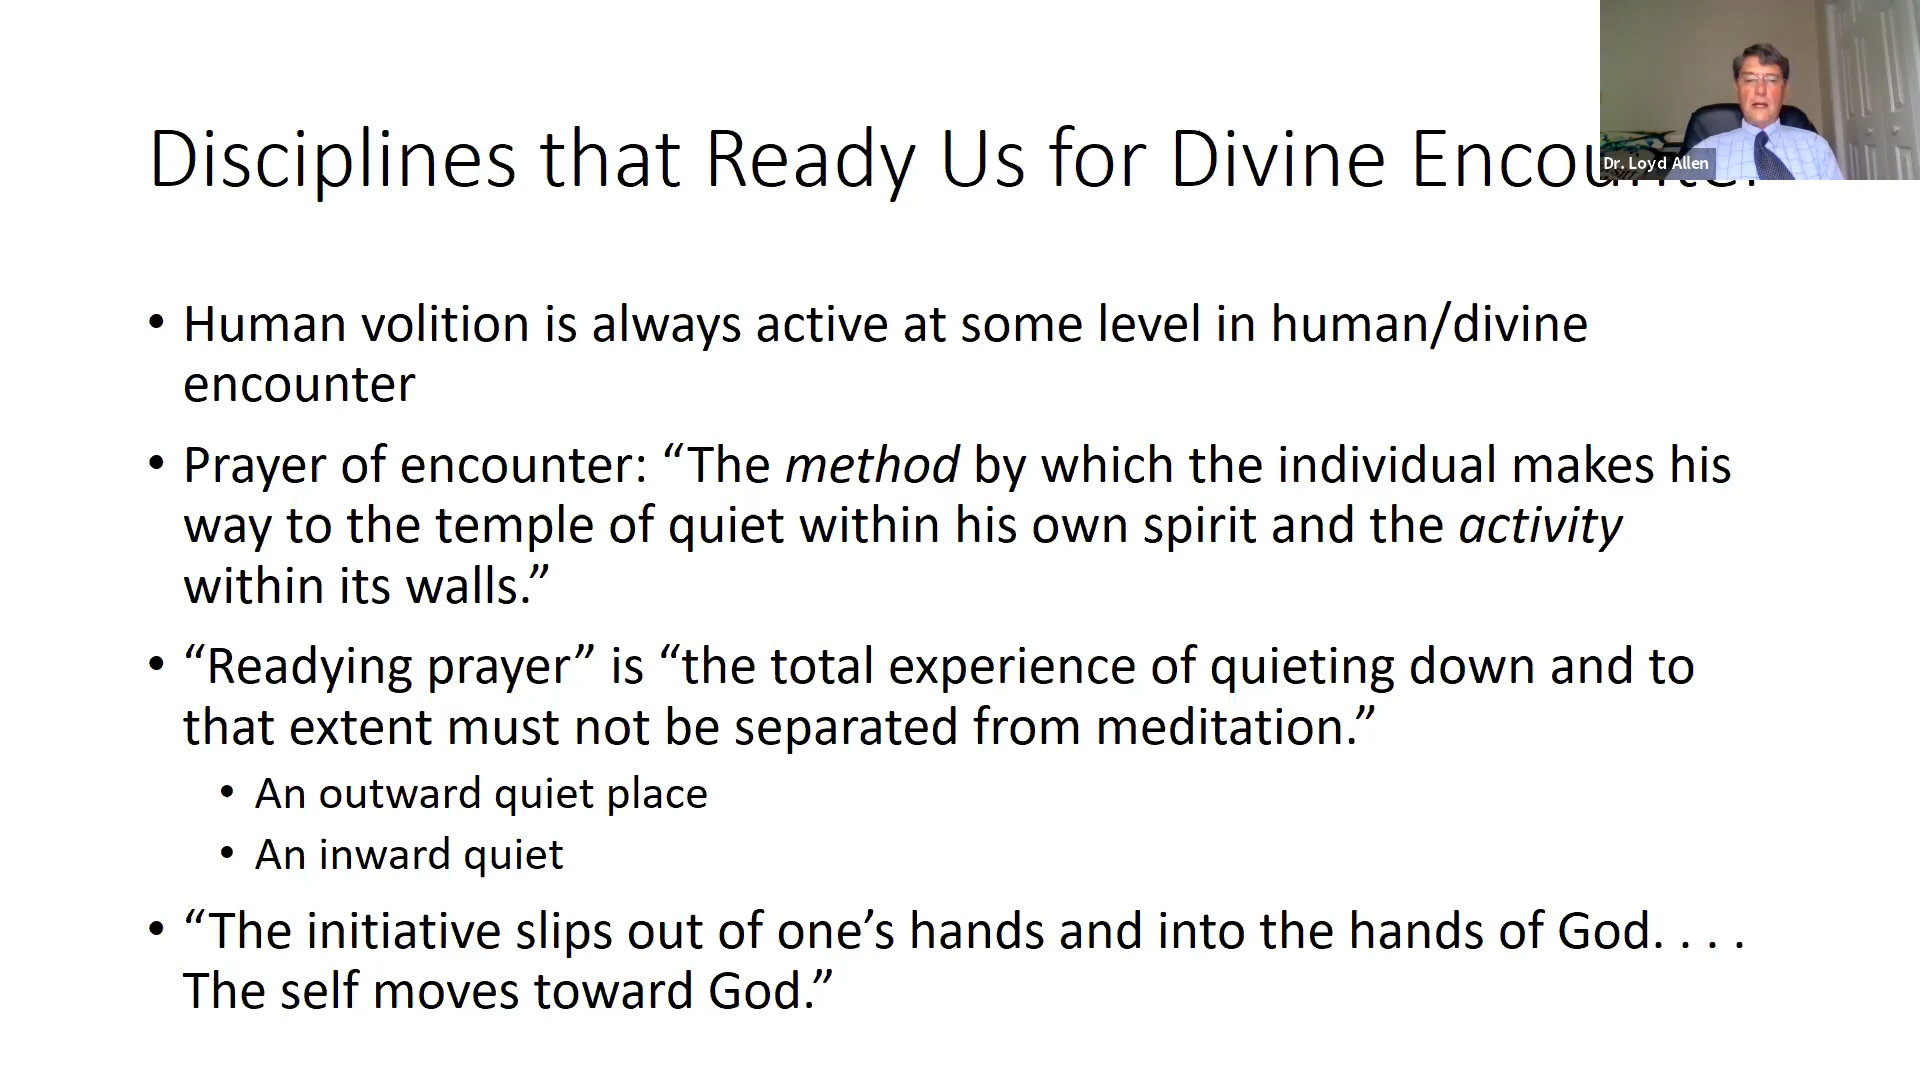 Disciplines that Ready Us for Divine
Dr. Loyd Allen
• Human volition is always active at some level in human/divine
encounter
• Prayer of encounter: “The method by which the individual makes his
way to the temple of quiet within his own spirit and the activity
within its walls.”
• “Readying prayer” is “the total experience of quieting down and to
that extent must not be separated from meditation.”
• An outward quiet place
• An inward quiet
• “The initiative slips out of one’s hands and into the hands of God. . . .
The self moves toward God.”